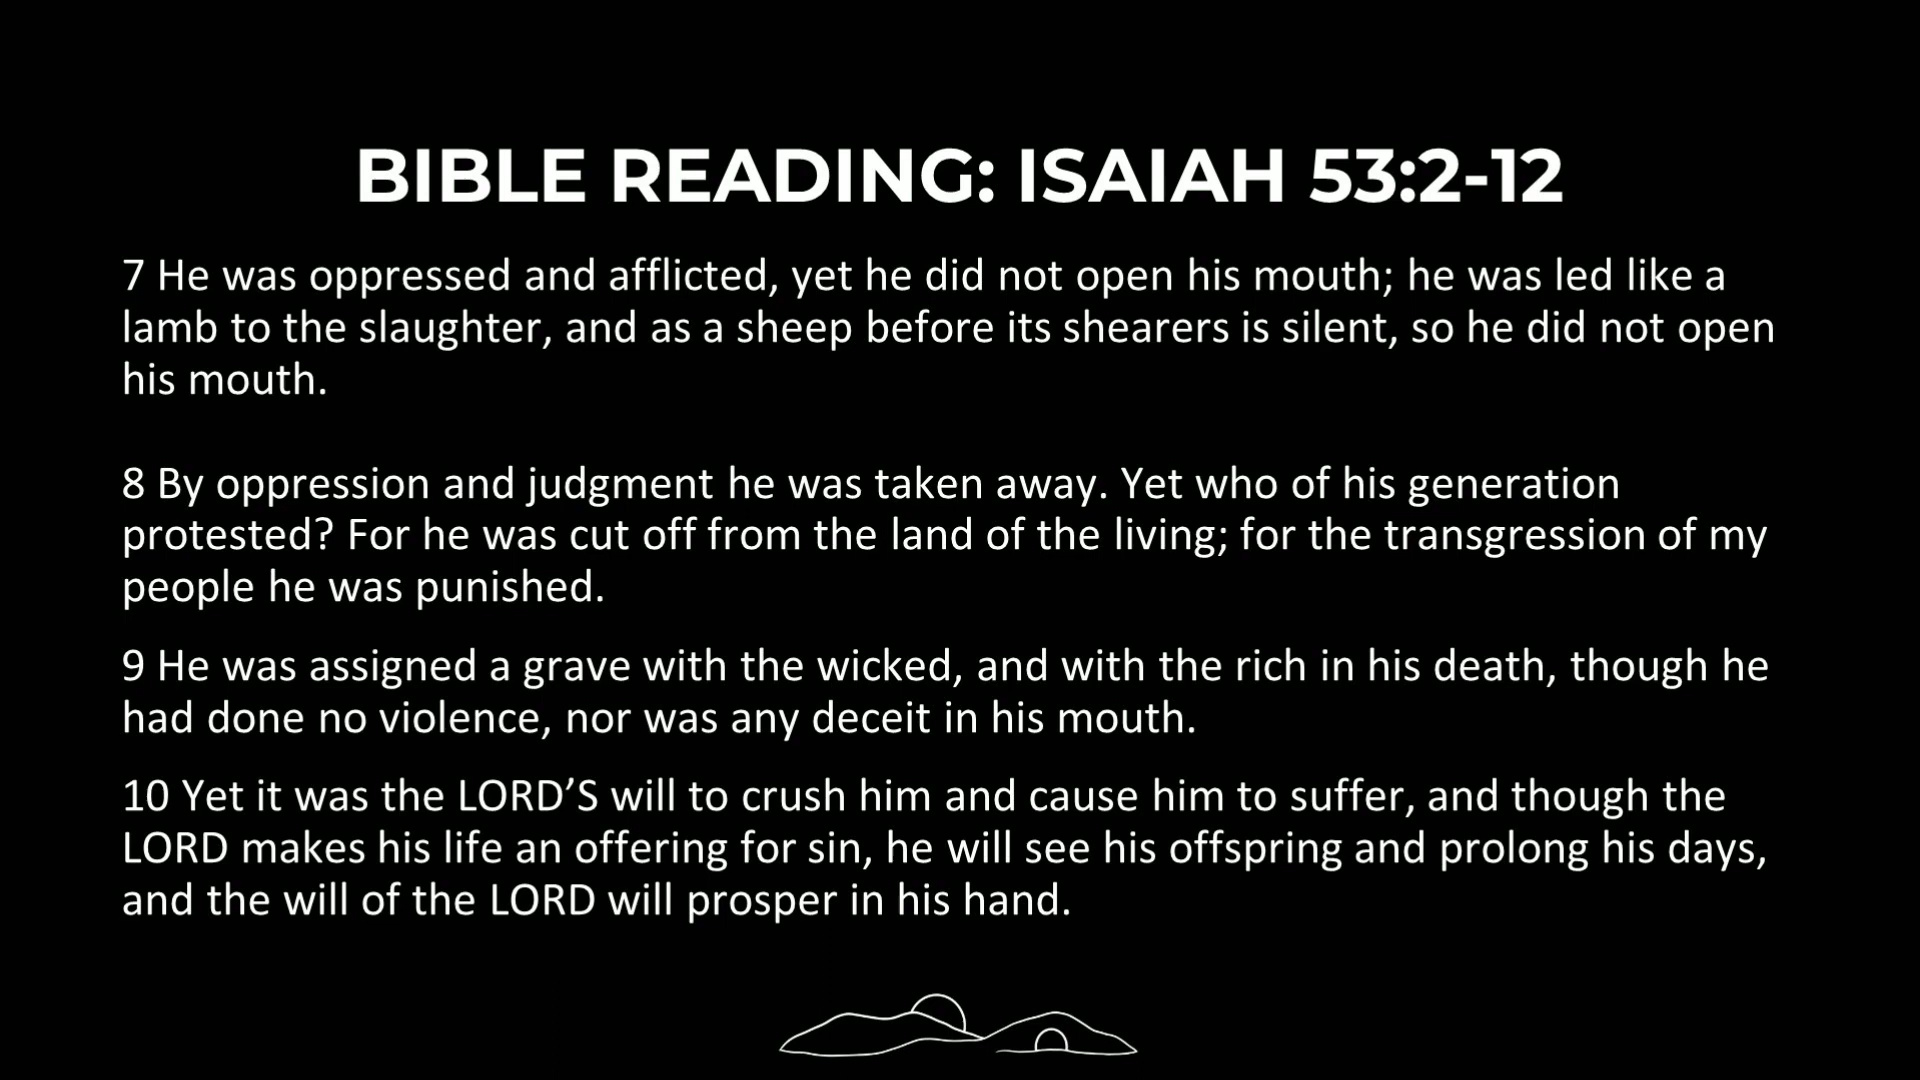 BIBLE READING: ISAIAH 53:2-12
7 He was oppressed and afflicted, yet he did not open his mouth; he was led like a
lamb to the slaughter, and as a sheep before its shearers is silent, so he did not open
his mouth.
8 By oppression and judgment he was taken away. Yet who of his generation
protested? For he was cut off from the land of the living; for the transgression of my
people he was punished.
9 He was assigned a grave with the wicked, and with the rich in his death, though he
had done no violence, nor was any deceit in his mouth.
10 Yet it was the LORD’S will to crush him and cause him to suffer, and though the
LORD makes his life an offering for sin, he will see his offspring and prolong his days,
and the will of the LORD will prosper in his hand.